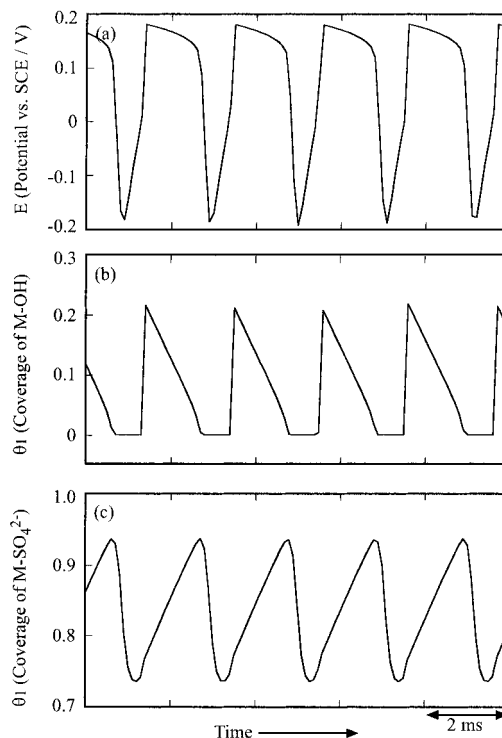 (a)
E (Potential vs. SCE / V)
0.2
0.1
0
-0.1
-0.2
(b)
θ1 (Coverage of M-OH)
0.3
0.2
0.1
0
(c)
θ1 (Coverage of M-SO₄²⁻)
1.0
0.9
0.8
0.7
Time
2 ms